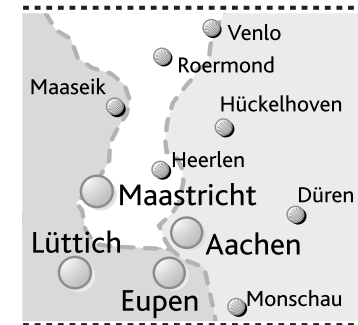 Venlo
Roermond
Maaseik
Hückelhoven
Heerlen
Maastricht
Düren
Lüttich
Aachen
Eupen
Monschau